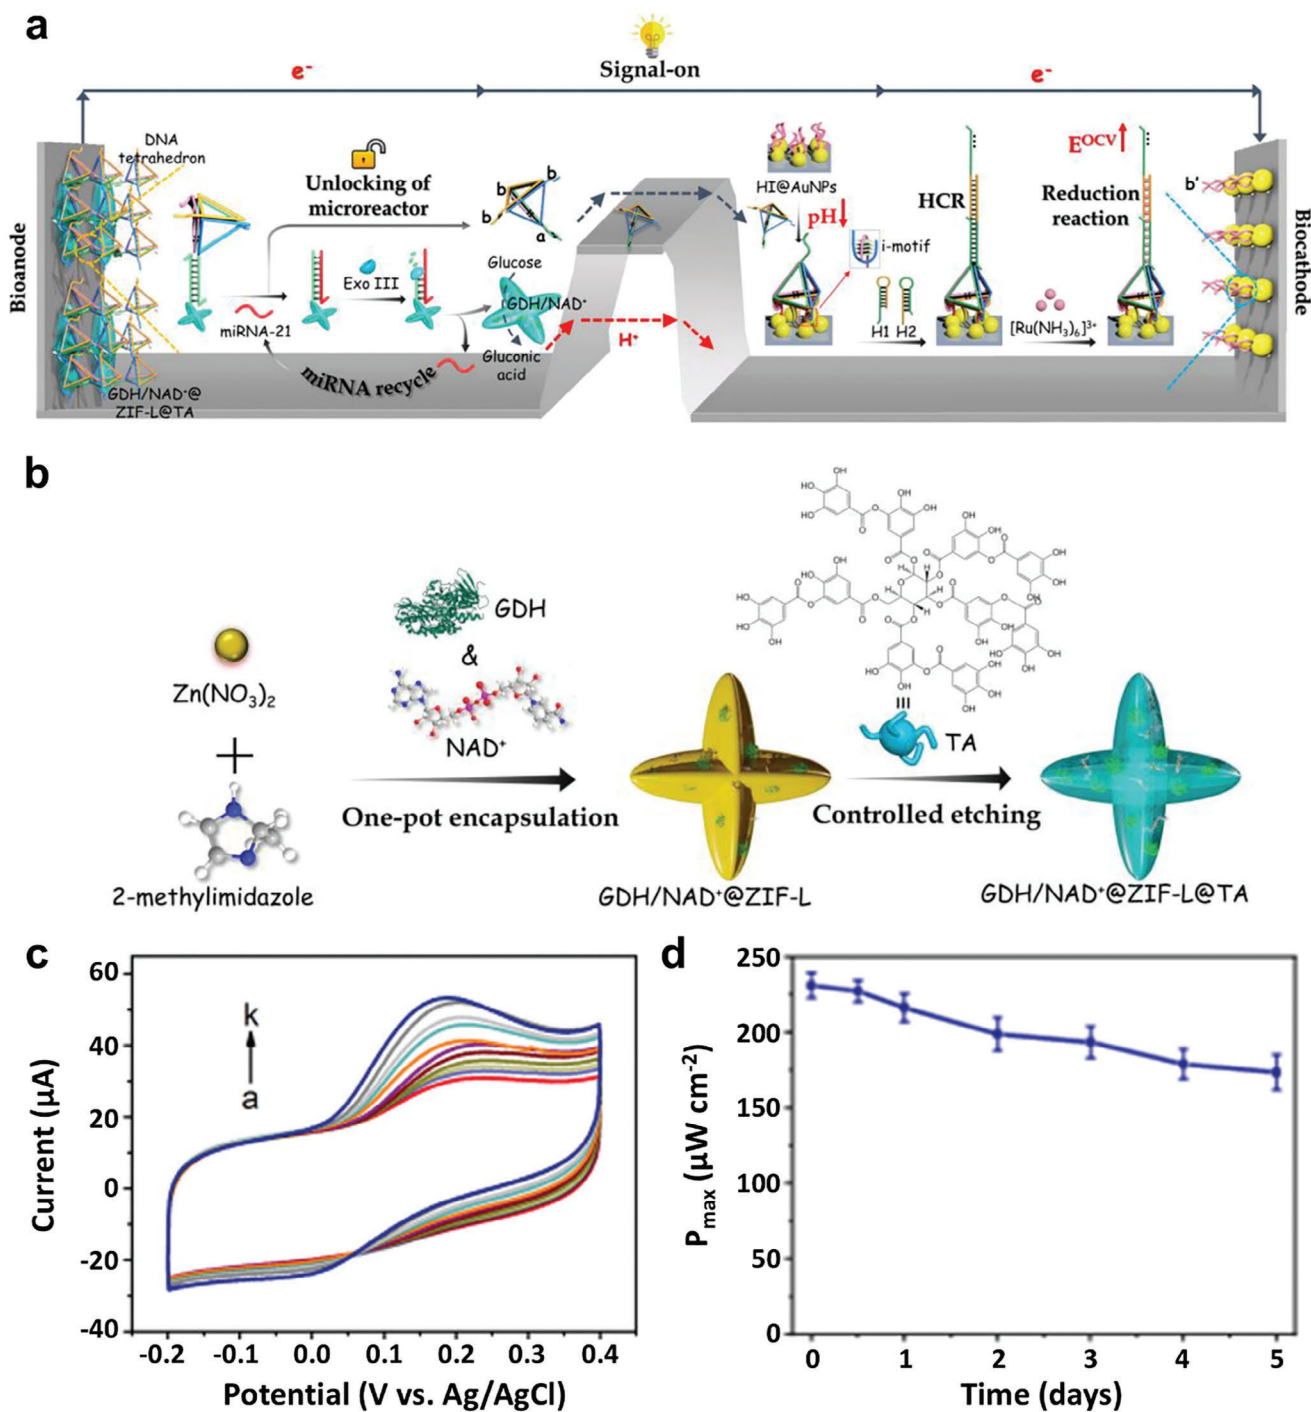 a
e⁻
Signal-on
e⁻
Bioanode
DNA
tetrahedron
Unlocking of
microreactor
b
b
b
a
HI@AuNPs
pH
i-motif
HCR
E^OCV
Reduction
reaction
b'
Biocathode
Exo III
miRNA-21
Glucose
GDH/NAD⁺
Gluconic
acid
H⁺
miRNA recycle
H1 H2
[Ru(NH₃)₆]³⁺
GDH/NAD⁺@
ZIF-L@TA
b
Zn(NO₃)₂
+
2-methylimidazole
GDH
&
NAD⁺
One-pot encapsulation
GDH/NAD⁺@ZIF-L
TA
Controlled etching
GDH/NAD⁺@ZIF-L@TA
c
Current (μA)
60
40
20
0
-20
-40
k
a
-0.2 -0.1 0.0 0.1 0.2 0.3 0.4
Potential (V vs. Ag/AgCl)
d
P_max (μW cm⁻²)
250
200
150
100
50
0
0 1 2 3 4 5
Time (days)